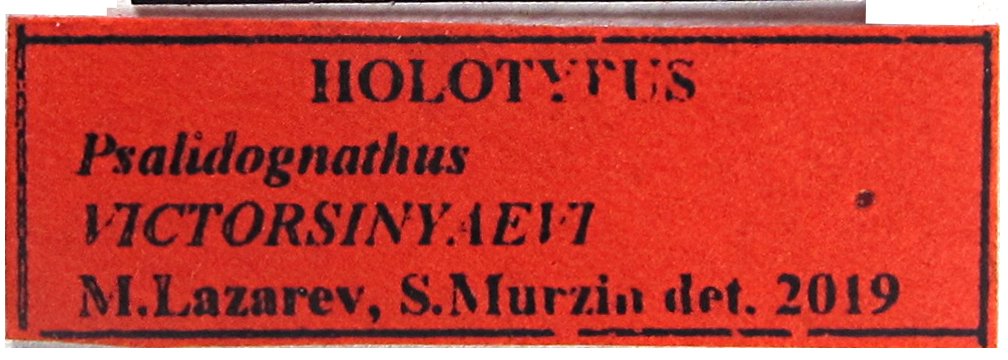 HOLOTYPUS
Psalidognathus
VICTORSINYAEVI
M.Lazarev, S.Murzin det. 2019